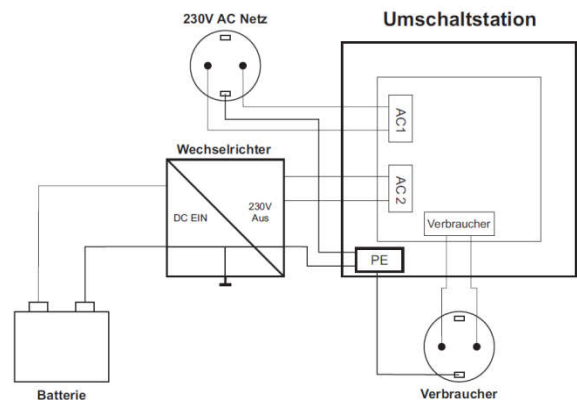 230V AC Netz
Umschaltstation
AC1
Wechselrichter
DC EIN
230V
Aus
AC 2
Verbraucher
PE
Batterie
Verbraucher